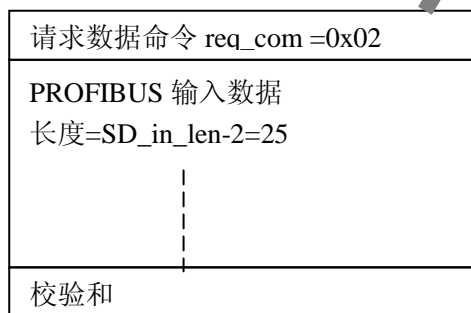 请求数据命令 req_com =0x02
PROFIBUS 输入数据
长度=SD_in_len-2=25
校验和